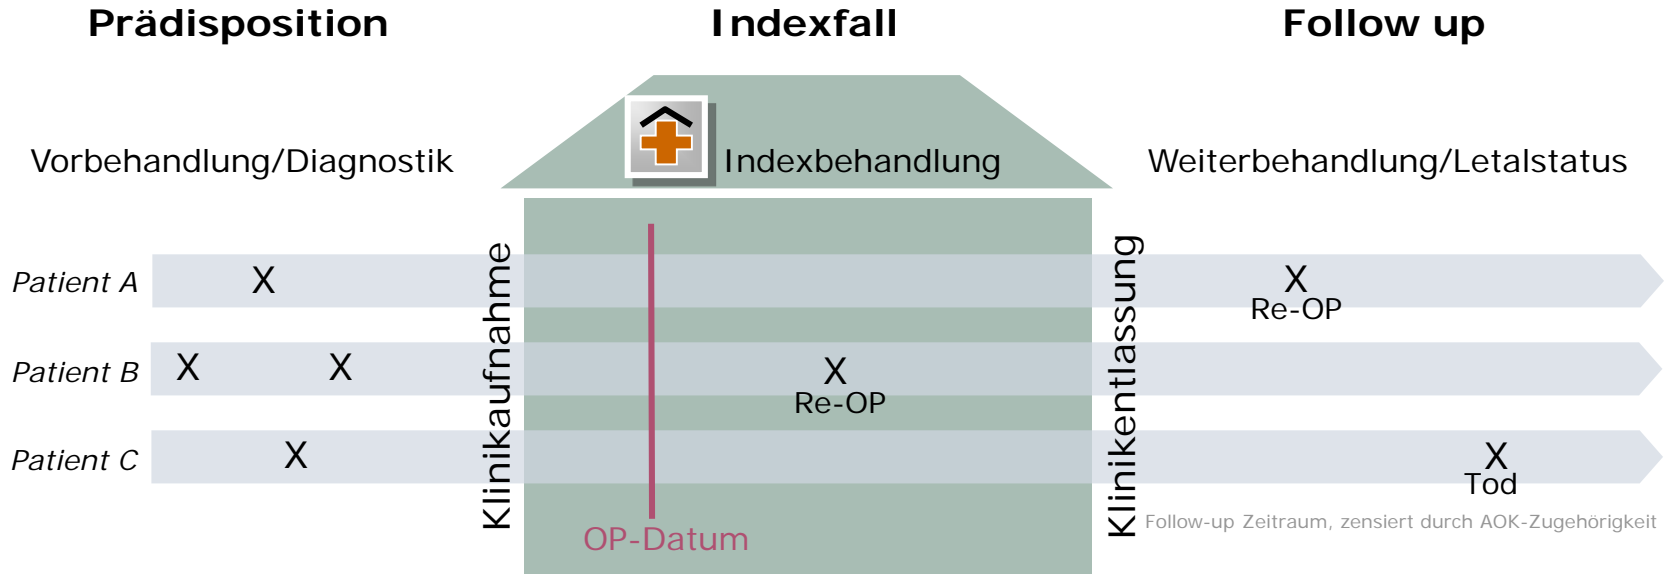 Prädisposition
Indexfall
Follow up
Vorbehandlung/Diagnostik
Indexbehandlung
Weiterbehandlung/Letalstatus
Klinikaufnahme
Klinikentlassung
Patient A
X
X
Re-OP
Patient B
X
X
X
Re-OP
Patient C
X
X
Tod
OP-Datum
Follow-up Zeitraum, zensiert durch AOK-Zugehörigkeit